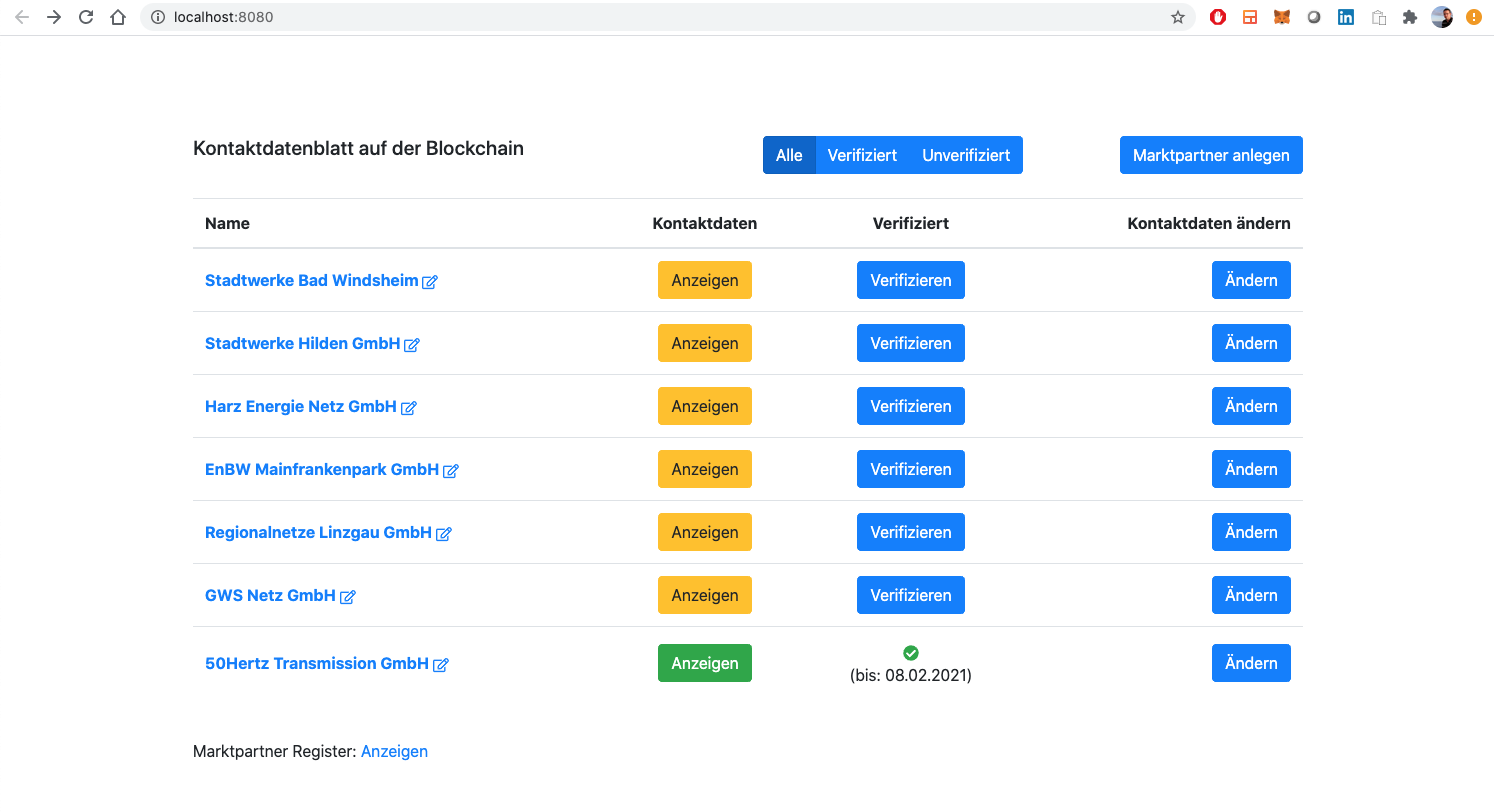 localhost:8080
Kontaktdatenblatt auf der Blockchain
Alle Verifiziert Unverifiziert
Marktpartner anlegen
Name Kontaktdaten Verifiziert Kontaktdaten ändern
Stadtwerke Bad Windsheim Anzeigen Verifizieren Ändern
Stadtwerke Hilden GmbH Anzeigen Verifizieren Ändern
Harz Energie Netz GmbH Anzeigen Verifizieren Ändern
EnBW Mainfrankenpark GmbH Anzeigen Verifizieren Ändern
Regionalnetze Linzgau GmbH Anzeigen Verifizieren Ändern
GWS Netz GmbH Anzeigen Verifizieren Ändern
50Hertz Transmission GmbH Anzeigen (bis: 08.02.2021) Ändern
Marktpartner Register: Anzeigen